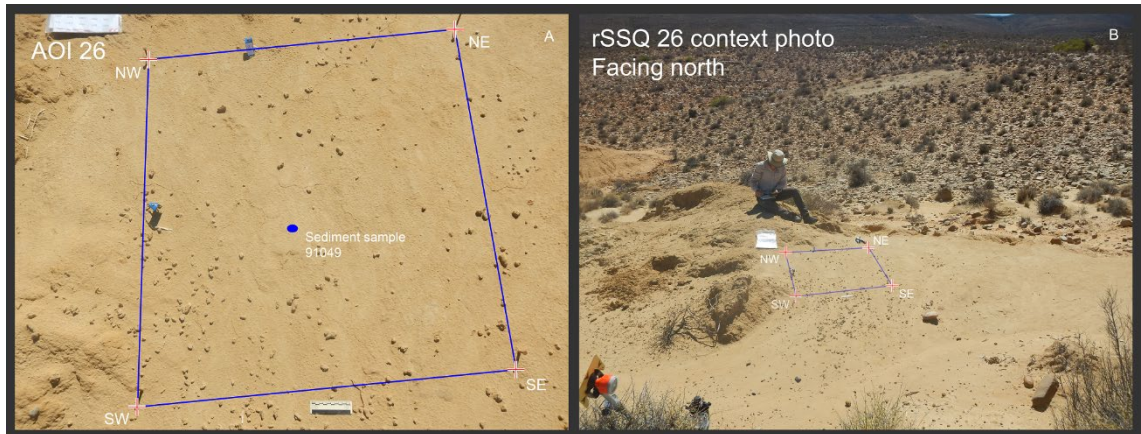 AOI 26
A
NW
NE
Sediment sample
91049
SW
SE
rSSQ 26 context photo
Facing north
B
NW
NE
SW
SE